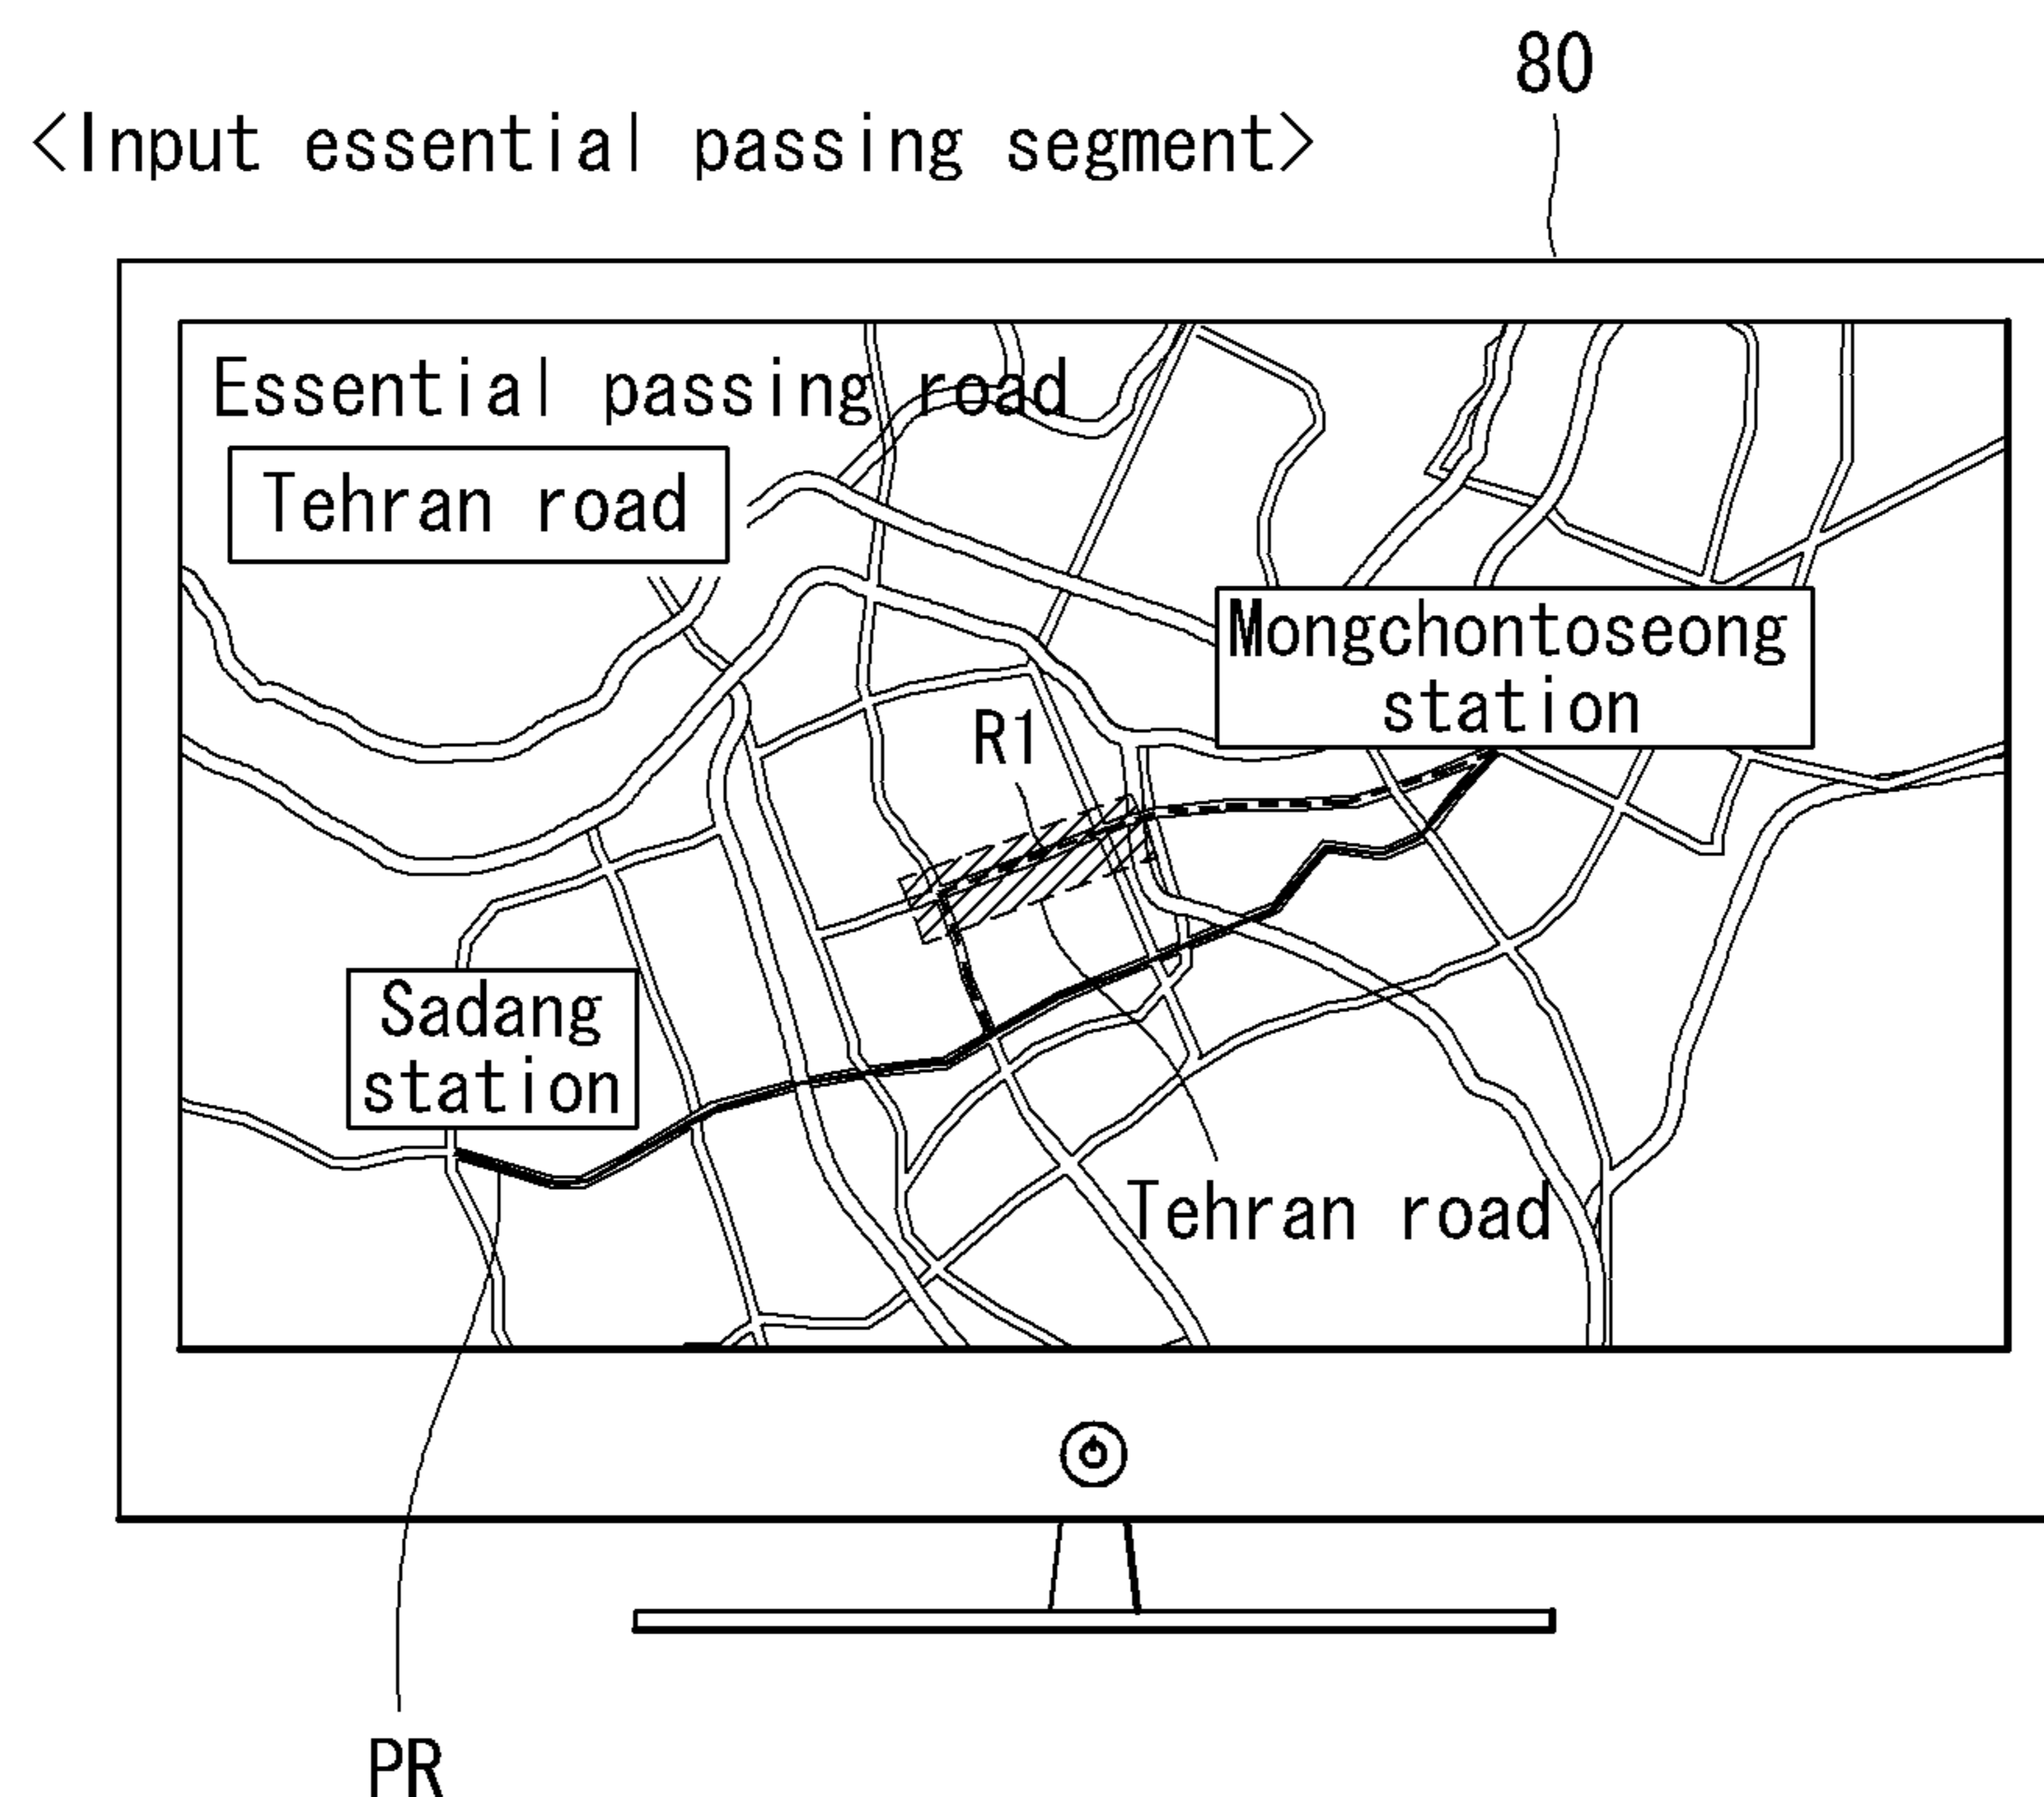 80
<Input essential passing segment>
Essential passing road
Tehran road
Mongchontoseong
station
R1
Sadang
station
Tehran road
PR